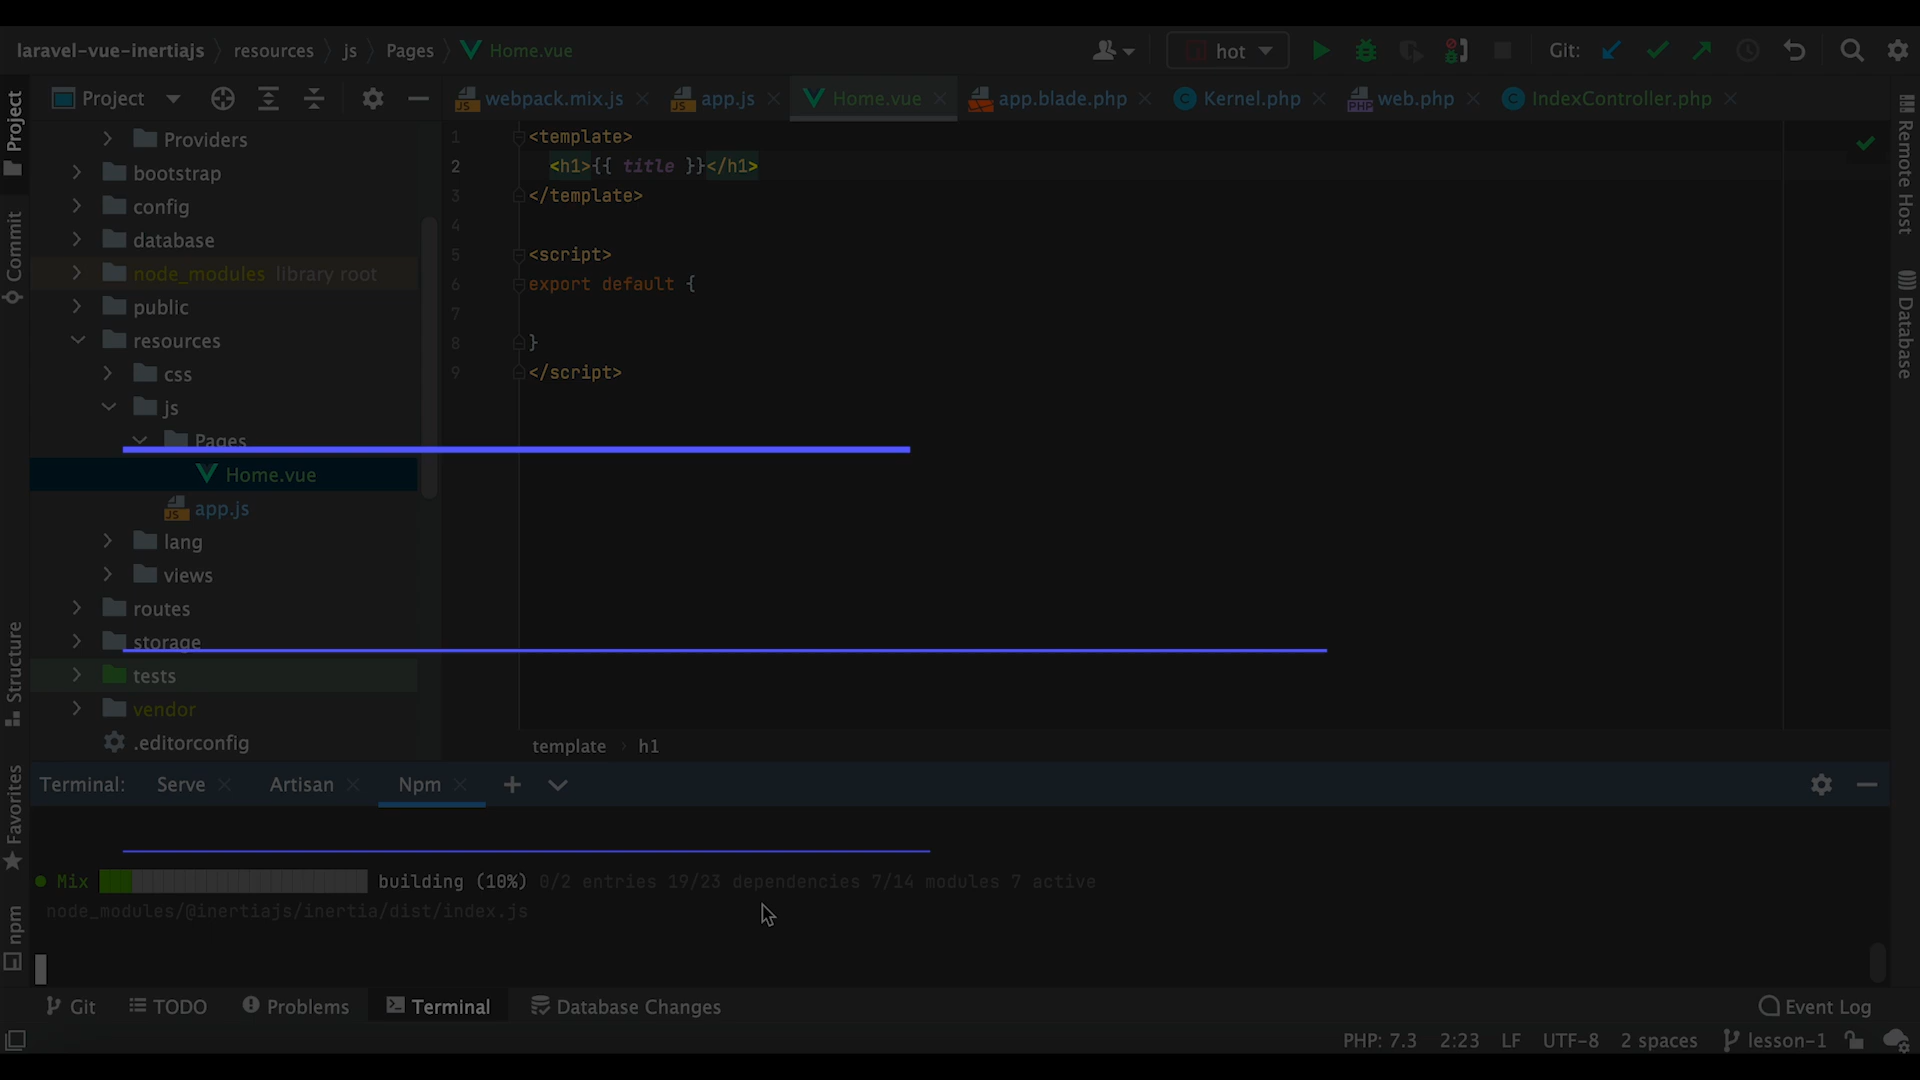 laravel-vue-inertiajs resources js Pages Home.vue hot Git:
Project webpack.mix.js app.js Home.vue app.blade.php Kernel.php web.php IndexController.php
Project
Commit
Structure
Favorites
npm
Remote Host
Database
Providers
bootstrap
config
database
node_modules library root
public
resources
css
js
Pages
Home.vue
app.js
lang
views
routes
storage
tests
vendor
.editorconfig
1 <template>
2 <h1>{{ title }}</h1>
3 </template>
4
5 <script>
6 export default {
7
8 }
9 </script>
template h1
Terminal: Serve Artisan Npm
Mix building (10%) 0/2 entries 19/23 dependencies 7/14 modules 7 active
node_modules/@inertiajs/inertia/dist/index.js
Git TODO Problems Terminal Database Changes Event Log
PHP: 7.3 2:23 LF UTF-8 2 spaces lesson-1